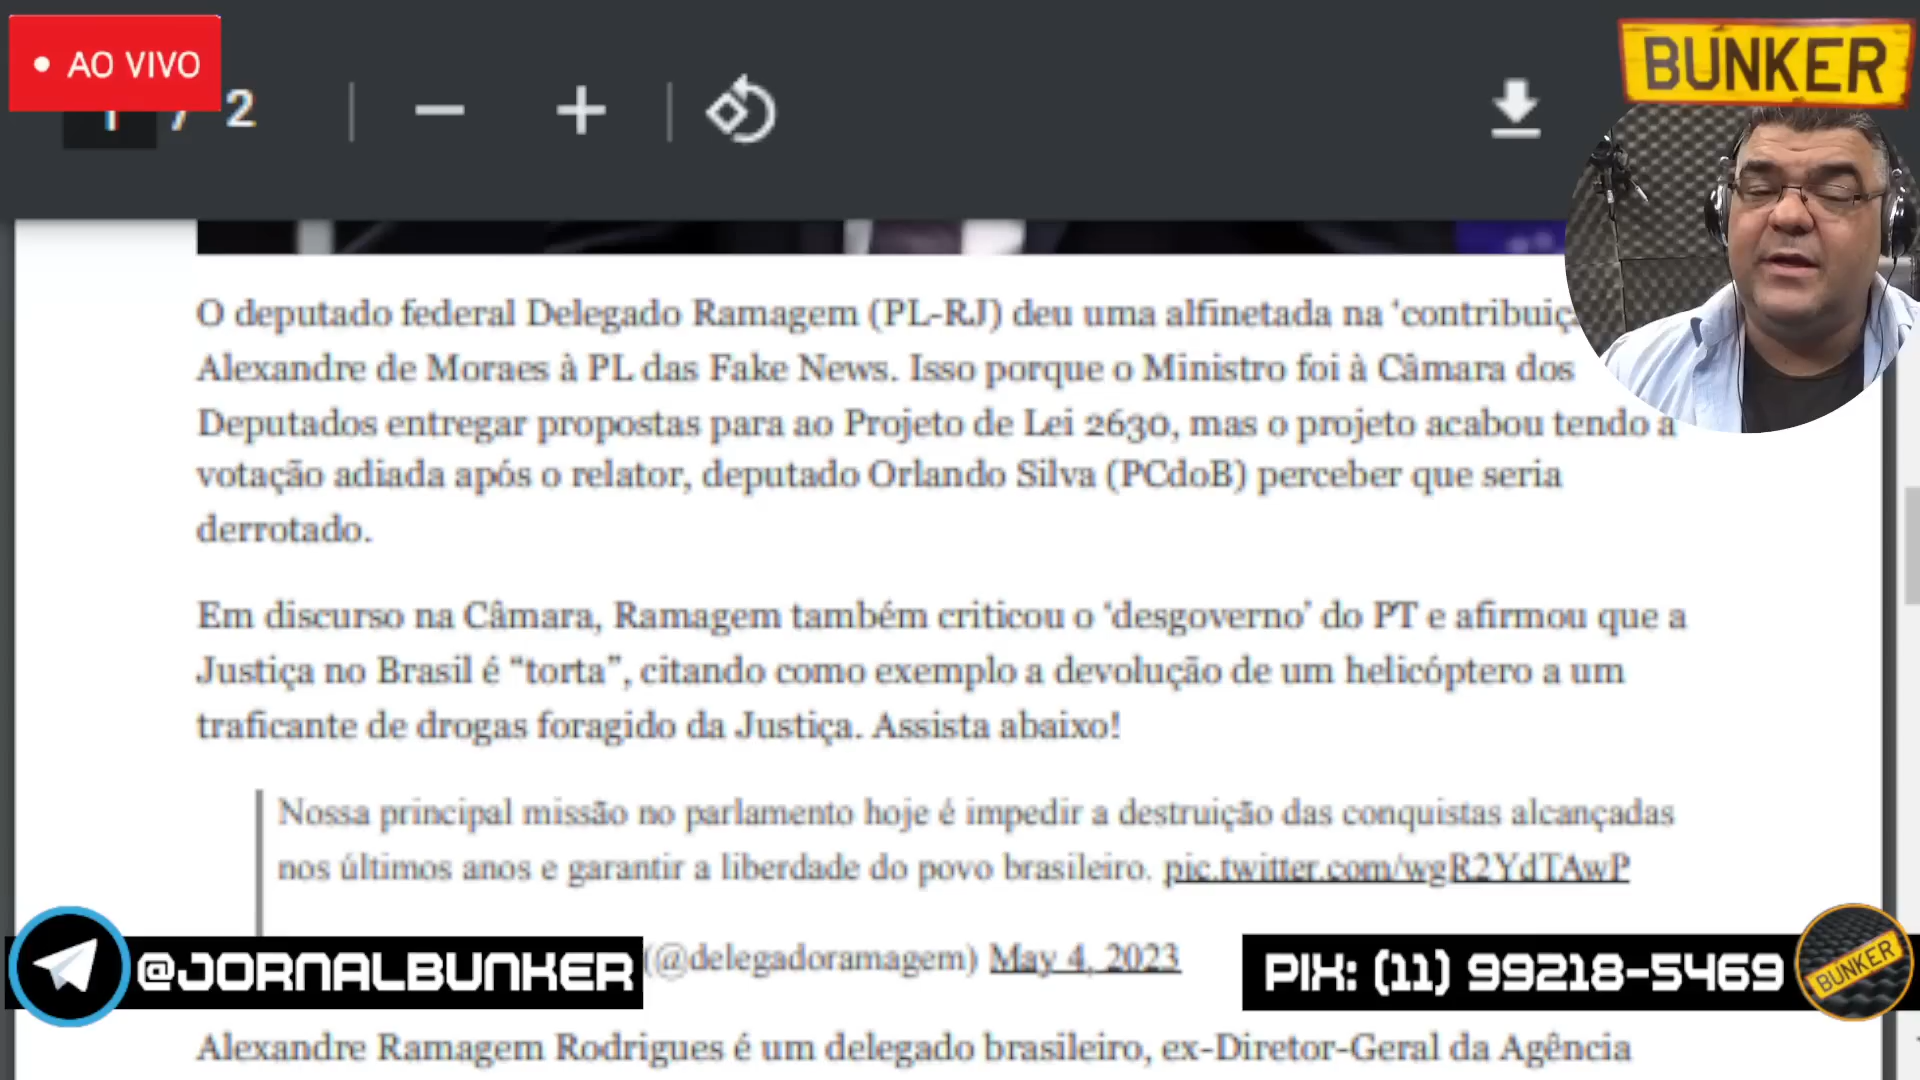 AO VIVO
BUNKER
/ 2
O deputado federal Delegado Ramagem (PL-RJ) deu uma alfinetada na ‘contribuiç
Alexandre de Moraes à PL das Fake News. Isso porque o Ministro foi à Câmara dos
Deputados entregar propostas para ao Projeto de Lei 2630, mas o projeto acabou tendo a
votação adiada após o relator, deputado Orlando Silva (PCdoB) perceber que seria
derrotado.
Em discurso na Câmara, Ramagem também criticou o ‘desgoverno’ do PT e afirmou que a
Justiça no Brasil é “torta”, citando como exemplo a devolução de um helicóptero a um
traficante de drogas foragido da Justiça. Assista abaixo!
Nossa principal missão no parlamento hoje é impedir a destruição das conquistas alcançadas
nos últimos anos e garantir a liberdade do povo brasileiro. pic.twitter.com/wgR2YdTAwP
(@delegadoramagem) May 4, 2023
@JORNALBUNKER
PIX: (11) 99218-5469
BUNKER
Alexandre Ramagem Rodrigues é um delegado brasileiro, ex-Diretor-Geral da Agência